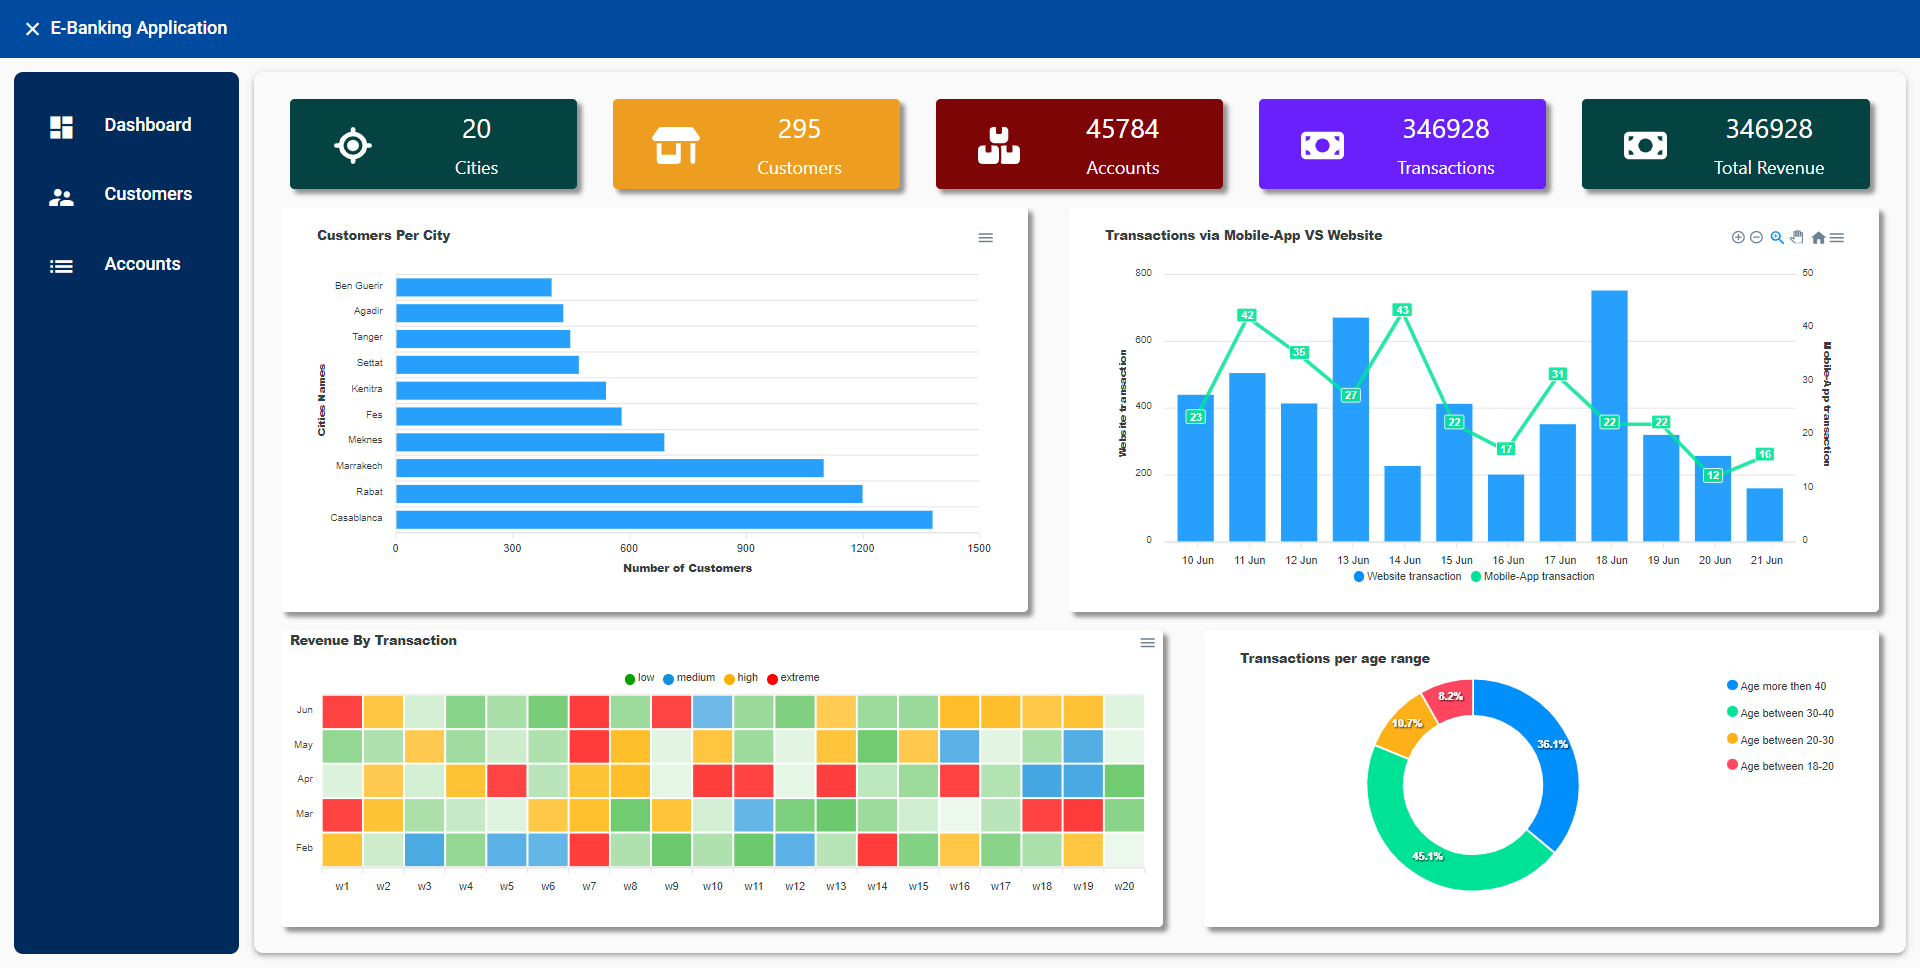 E-Banking Application
Dashboard
Customers
Accounts
20
Cities
295
Customers
45784
Accounts
346928
Transactions
346928
Total Revenue
Customers Per City
Cities Names
Ben Guerir
Agadir
Tanger
Settat
Kenitra
Fes
Meknes
Marrakech
Rabat
Casablanca
0 300 600 900 1200 1500
Number of Customers
Transactions via Mobile-App VS Website
Website transaction
800
600
400
200
0
23 42 35 27 43 22 17 31 22 22 12 16
50
40
30
20
10
0
Mobile-App transaction
10 Jun 11 Jun 12 Jun 13 Jun 14 Jun 15 Jun 16 Jun 17 Jun 18 Jun 19 Jun 20 Jun 21 Jun
Website transaction Mobile-App transaction
Revenue By Transaction
low medium high extreme
Jun
May
Apr
Mar
Feb
w1 w2 w3 w4 w5 w6 w7 w8 w9 w10 w11 w12 w13 w14 w15 w16 w17 w18 w19 w20
Transactions per age range
8.2%
10.7%
36.1%
45.1%
Age more then 40
Age between 30-40
Age between 20-30
Age between 18-20